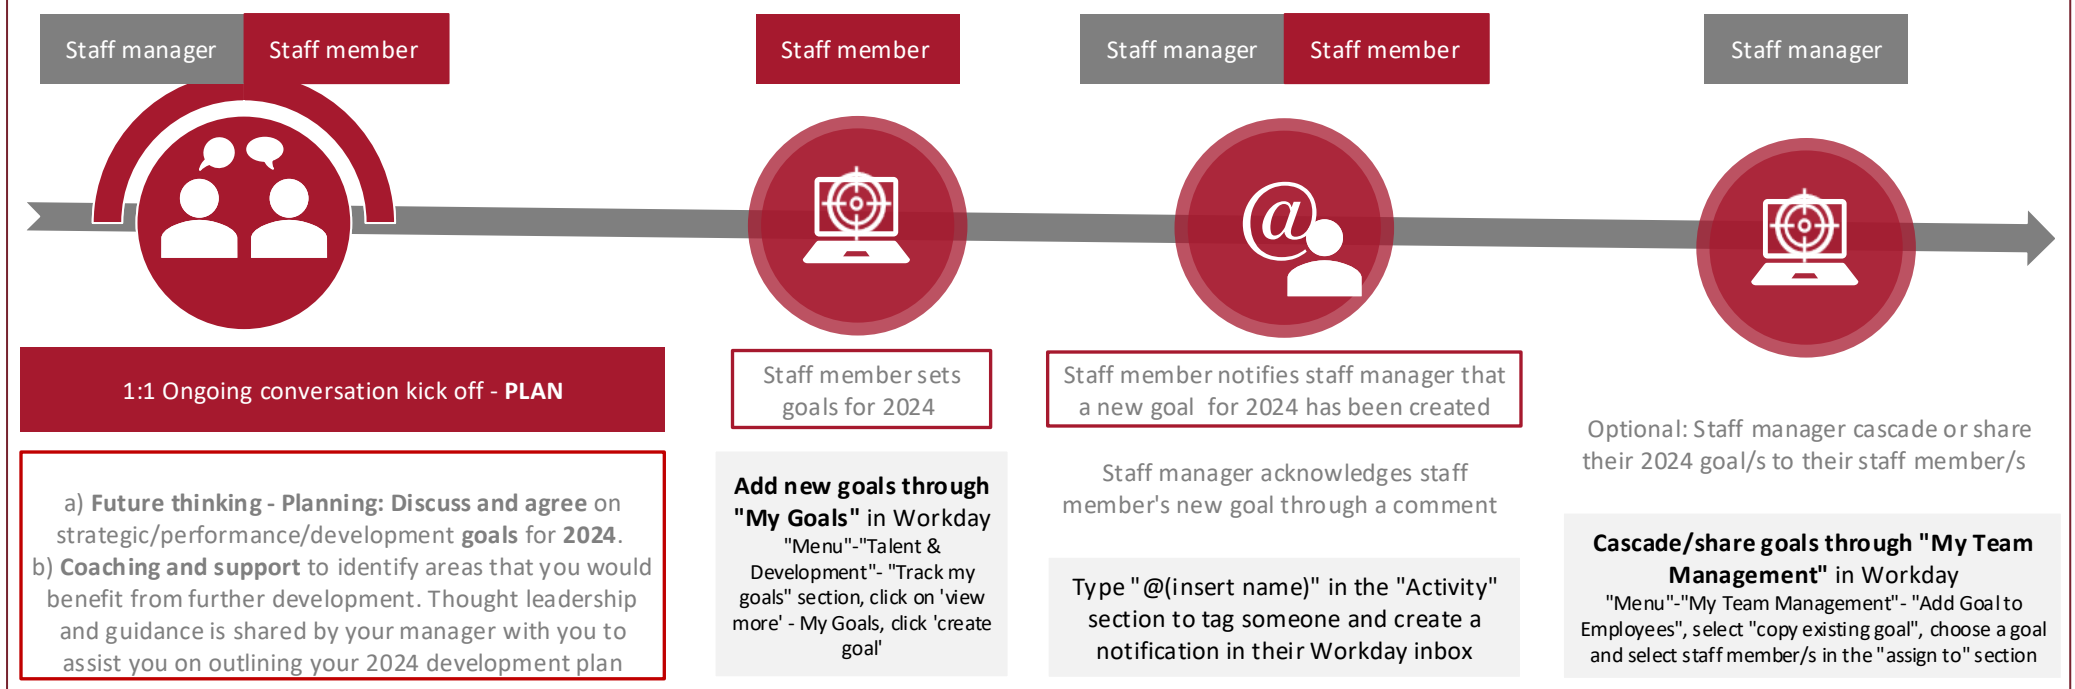 Staff manager
Staff member
Staff member
Staff manager
Staff member
Staff manager
@
1:1 Ongoing conversation kick off - PLAN
a) Future thinking - Planning: Discuss and agree on
strategic/performance/development goals for 2024.
b) Coaching and support to identify areas that you would
benefit from further development. Thought leadership
and guidance is shared by your manager with you to
assist you on outlining your 2024 development plan
Staff member sets
goals for 2024
Add new goals through
"My Goals" in Workday
"Menu"-"Talent &
Development"- "Track my
goals" section, click on 'view
more' - My Goals, click 'create
goal'
Staff member notifies staff manager that
a new goal for 2024 has been created
Staff manager acknowledges staff
member's new goal through a comment
Type "@(insert name)" in the "Activity"
section to tag someone and create a
notification in their Workday inbox
Optional: Staff manager cascade or share
their 2024 goal/s to their staff member/s
Cascade/share goals through "My Team
Management" in Workday
"Menu"-"My Team Management"- "Add Goal to
Employees", select "copy existing goal", choose a goal
and select staff member/s in the "assign to" section